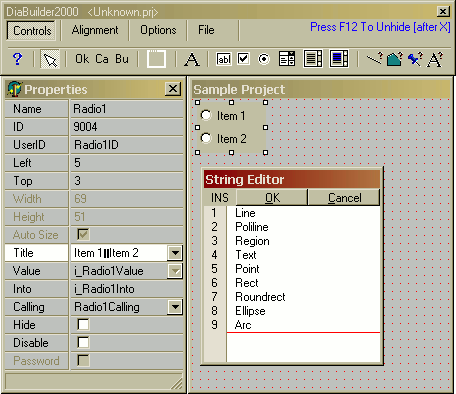 DiaBuilder2000 <Unknown.prj>
Controls Alignment Options File Press F12 To Unhide [after X]
? Ok Ca Bu A abl A
Properties
Name Radio1
ID 9004
UserID Radio1ID
Left 5
Top 3
Width 69
Height 51
Auto Size
Title Item 1||Item 2
Value i_Radio1Value
Into i_Radio1Into
Calling Radio1Calling
Hide
Disable
Password
Sample Project
Item 1
Item 2
String Editor
INS OK Cancel
1 Line
2 Poliline
3 Region
4 Text
5 Point
6 Rect
7 Roundrect
8 Ellipse
9 Arc